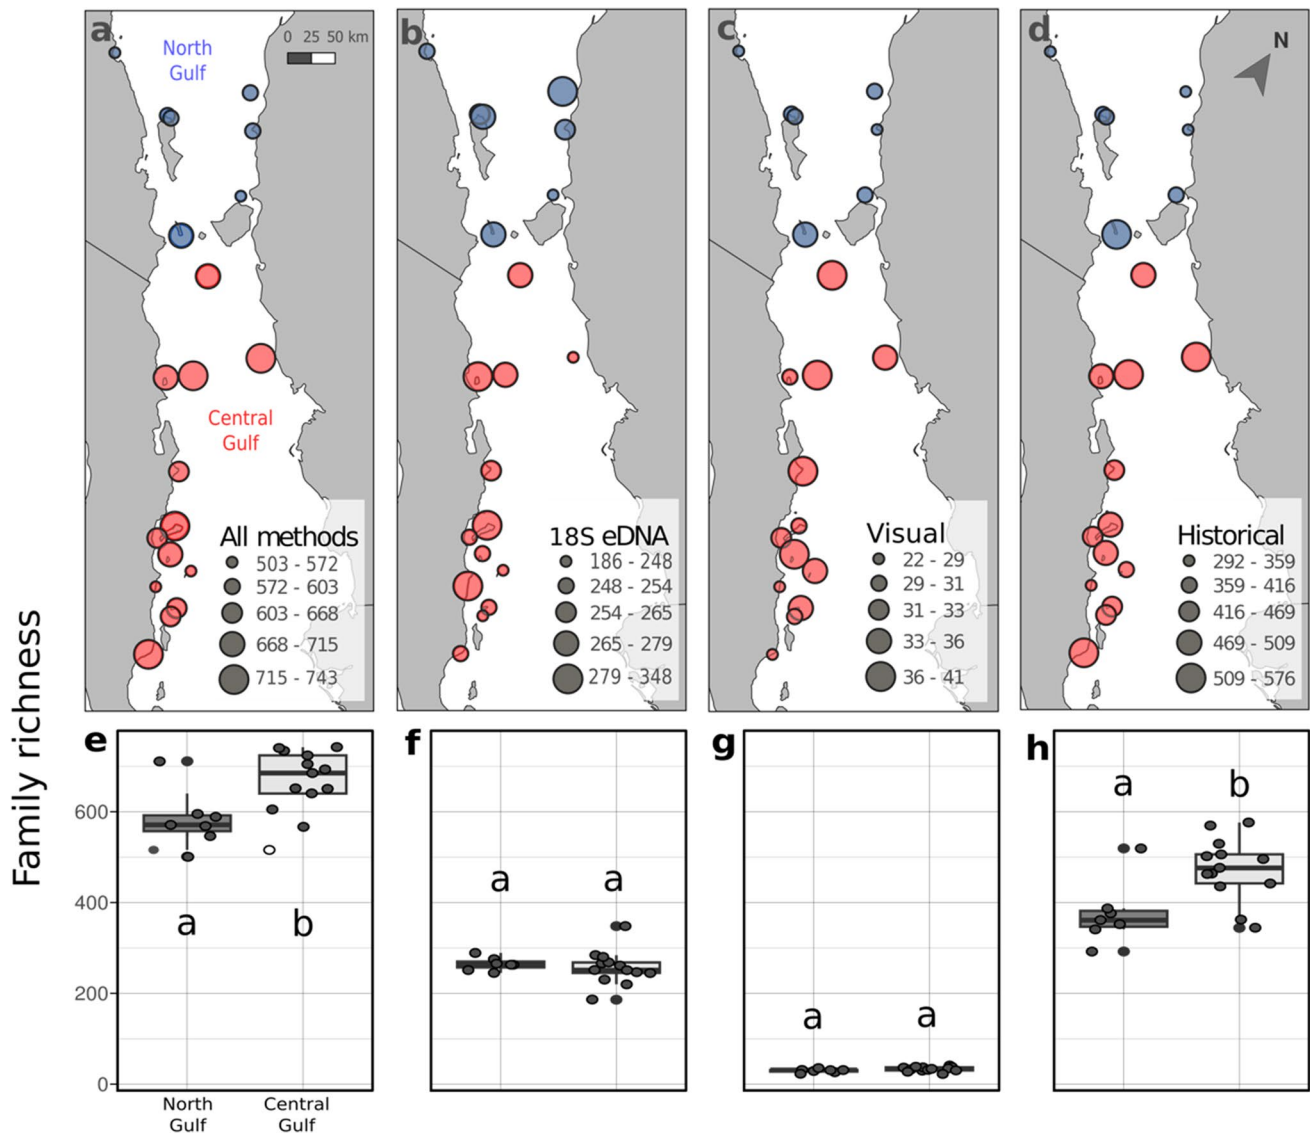 a
North
Gulf
0 25 50 km
Central
Gulf
All methods
503 - 572
572 - 603
603 - 668
668 - 715
715 - 743
b
18S eDNA
186 - 248
248 - 254
254 - 265
265 - 279
279 - 348
c
Visual
22 - 29
29 - 31
31 - 33
33 - 36
36 - 41
d
N
Historical
292 - 359
359 - 416
416 - 469
469 - 509
509 - 576
Family richness
e
600
400
200
0
a b
North
Gulf
Central
Gulf
f
a a
g
a a
h
a b